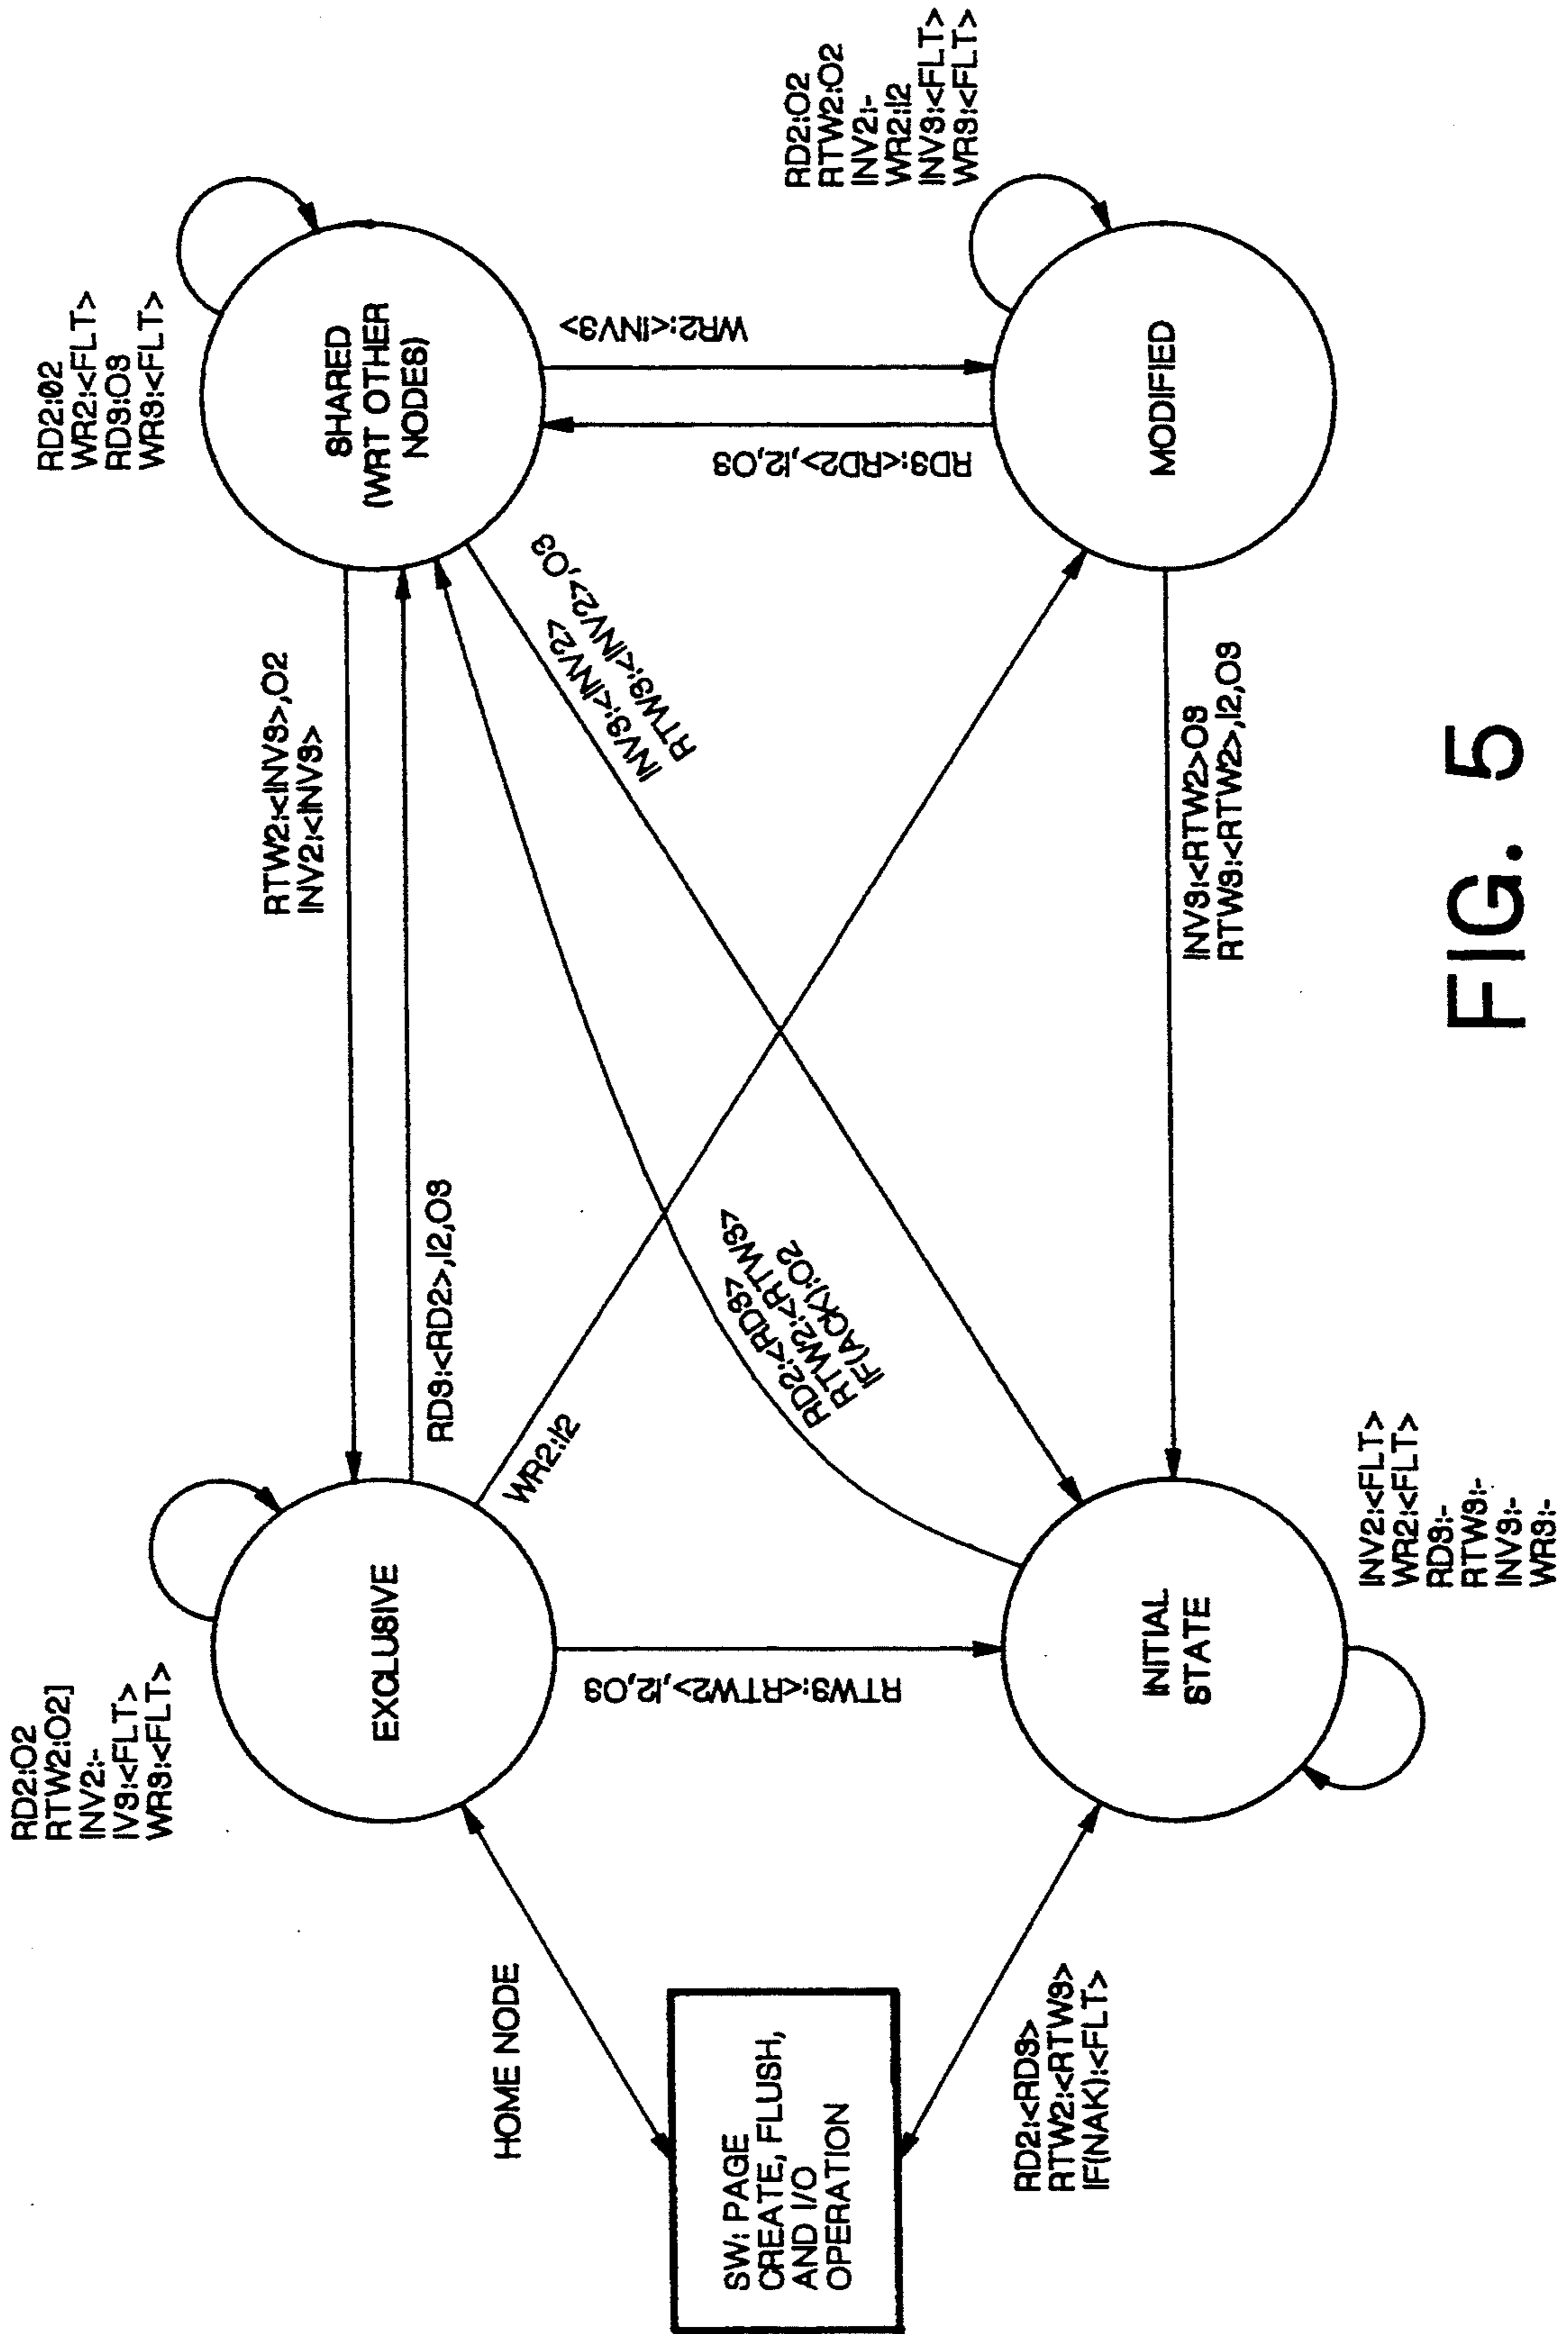 RD2:O2
RTW2:O2]
INV2:-
IV3:<FLT>
WR3:<FLT>
EXCLUSIVE
RD2:02
WR2:<FLT>
RD3:O3
WR3:<FLT>
SHARED
(WRT OTHER
NODES)
RTW2:<INV3>,O2
INV2:<INV3>
RD3:<RD2>,I2,O3
WR2:I2
INV3:<INV2>
RTW3:<INV2>,O3
RD2:<RD3>
RTW2:<RTW3>
IF(ACK):O2
HOME NODE
SW: PAGE
CREATE, FLUSH,
AND I/O
OPERATION
RD2:<RD3>
RTW2:<RTW3>
IF(NAK):<FLT>
RTW3:<RTW2>,I2,O3
RD3:<RD2>,I2,O3
WR2:<INV3>
RD2:O2
RTW2:O2
INV2:-
WR2:I2
INV3:<FLT>
WR3:<FLT>
MODIFIED
INV3:<RTW2>O3
RTW3:<RTW2>,I2,O3
INITIAL
STATE
INV2:<FLT>
WR2:<FLT>
RD3:-
RTW3:-
INV3:-
WR3:-
FIG. 5